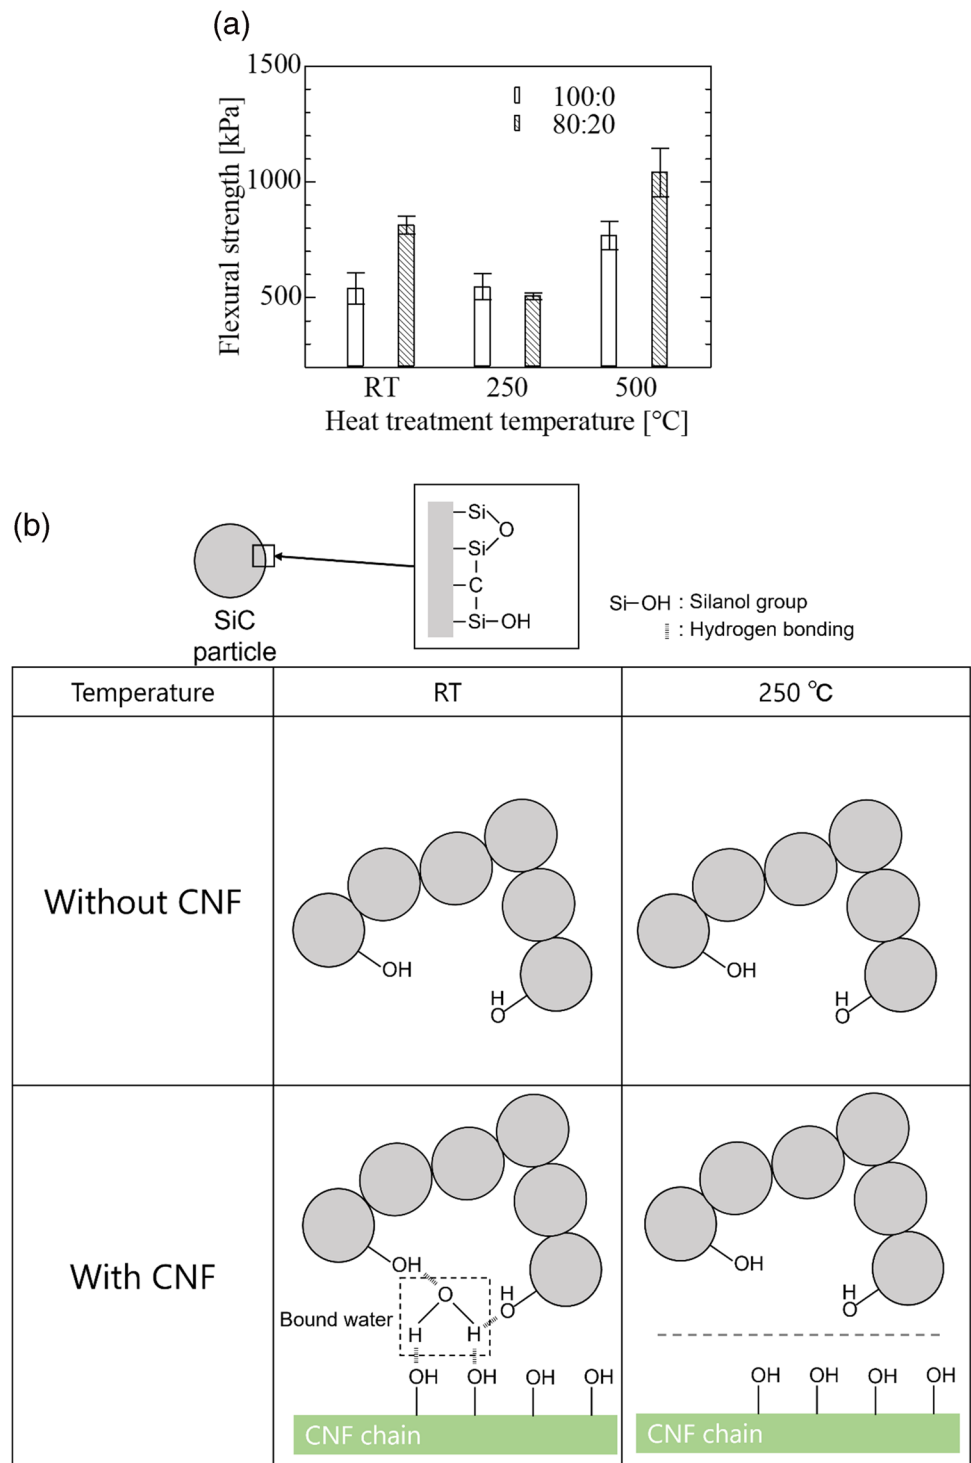 (a)
1500
1000
500
Flexural strength [kPa]
100:0
80:20
RT 250 500
Heat treatment temperature [°C]
(b)
Si
O
Si
C
Si–OH
SiC
particle
Si–OH : Silanol group
: Hydrogen bonding
Temperature RT 250 ℃
Without CNF
OH
H
O
OH
H
O
With CNF
OH
H
O
O
Bound water
H H
OH OH OH OH
CNF chain
OH
H
O
OH OH OH OH
CNF chain